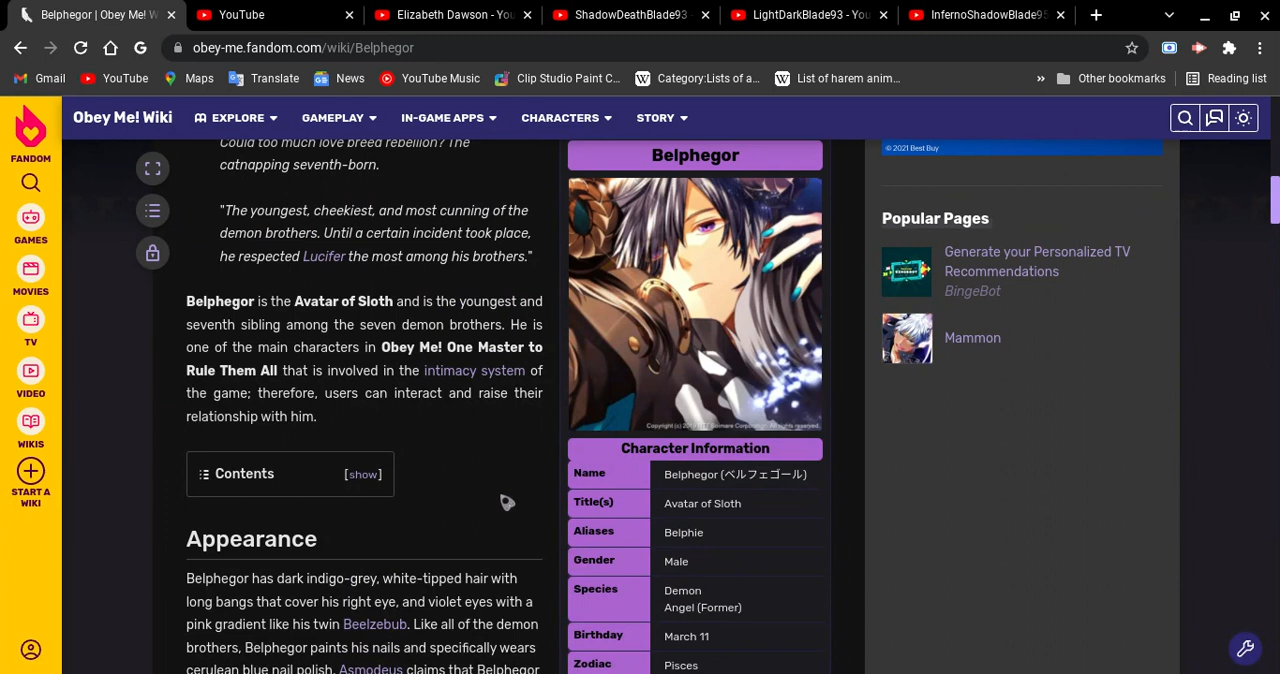 Belphegor | Obey Me! W
YouTube
Elizabeth Dawson - You
ShadowDeathBlade93 -
LightDarkBlade93 - You
InfernoShadowBlade95
obey-me.fandom.com/wiki/Belphegor
Gmail
YouTube
Maps
Translate
News
YouTube Music
Clip Studio Paint C...
Category:Lists of a...
List of harem anim...
»
Other bookmarks
Reading list
FANDOM
GAMES
MOVIES
TV
VIDEO
WIKIS
START A
WIKI
Obey Me! Wiki
EXPLORE
GAMEPLAY
IN-GAME APPS
CHARACTERS
STORY
Could too much love breed rebellion? The
catnapping seventh-born.
"The youngest, cheekiest, and most cunning of the
demon brothers. Until a certain incident took place,
he respected Lucifer the most among his brothers."
Belphegor is the Avatar of Sloth and is the youngest and
seventh sibling among the seven demon brothers. He is
one of the main characters in Obey Me! One Master to
Rule Them All that is involved in the intimacy system of
the game; therefore, users can interact and raise their
relationship with him.
Contents [show]
Appearance
Belphegor has dark indigo-grey, white-tipped hair with
long bangs that cover his right eye, and violet eyes with a
pink gradient like his twin Beelzebub. Like all of the demon
brothers, Belphegor paints his nails and specifically wears
cerulean blue nail polish. Asmodeus claims that Belphegor
Belphegor
Character Information
Name Belphegor (ベルフェゴール)
Title(s) Avatar of Sloth
Aliases Belphie
Gender Male
Species Demon
Angel (Former)
Birthday March 11
Zodiac Pisces
© 2021 Best Buy
Popular Pages
Generate your Personalized TV
Recommendations
BingeBot
Mammon